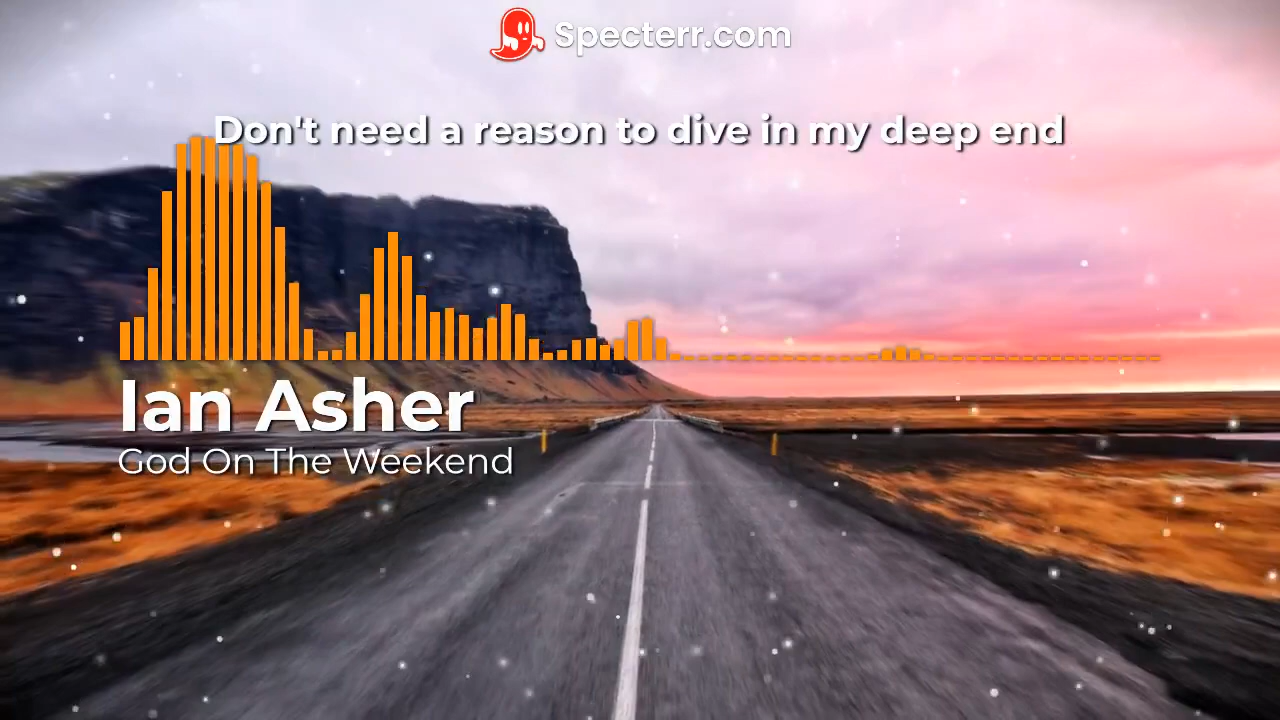 Specterr.com
Don't need a reason to dive in my deep end
Ian Asher
God On The Weekend